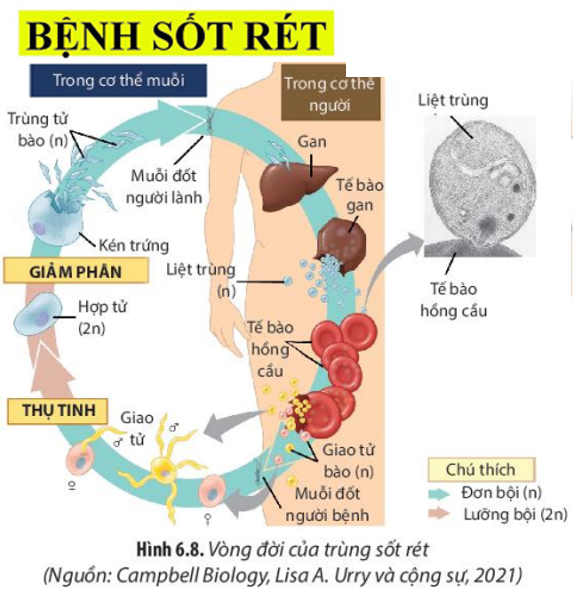 BỆNH SỐT RÉT
Trong cơ thể muỗi
Trong cơ thể
người
Liệt trùng
Trùng tử
bào (n)
Muỗi đốt
người lành
Gan
Tế bào
gan
Kén trứng
GIẢM PHÂN
Liệt trùng
(n)
Tế bào
hồng cầu
Hợp tử
(2n)
Tế bào
hồng
cầu
THỤ TINH
Giao
tử
♂
♂
♀
♀
Giao tử
bào (n)
Muỗi đốt
người bệnh
Chú thích
Đơn bội (n)
Lưỡng bội (2n)
Hình 6.8. Vòng đời của trùng sốt rét
(Nguồn: Campbell Biology, Lisa A. Urry và cộng sự, 2021)